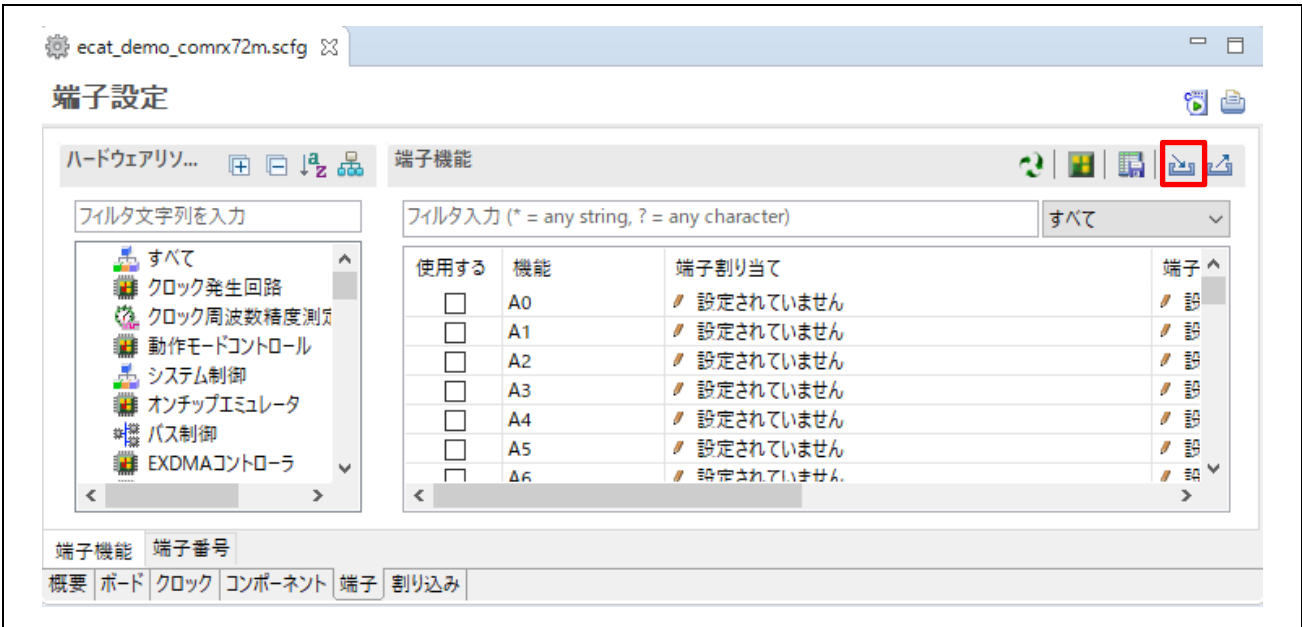 ecat_demo_comrx72m.scfg
端子設定
ハードウェアリソ...
端子機能
フィルタ文字列を入力
フィルタ入力 (* = any string, ? = any character)
すべて
すべて
クロック発生回路
クロック周波数精度測定
動作モードコントロール
システム制御
オンチップエミュレータ
バス制御
EXDMAコントローラ
使用する 機能 端子割り当て 端子
A0 設定されていません 設
A1 設定されていません 設
A2 設定されていません 設
A3 設定されていません 設
A4 設定されていません 設
A5 設定されていません 設
A6 設定されていません 設
端子機能 端子番号
概要 ボード クロック コンポーネント 端子 割り込み